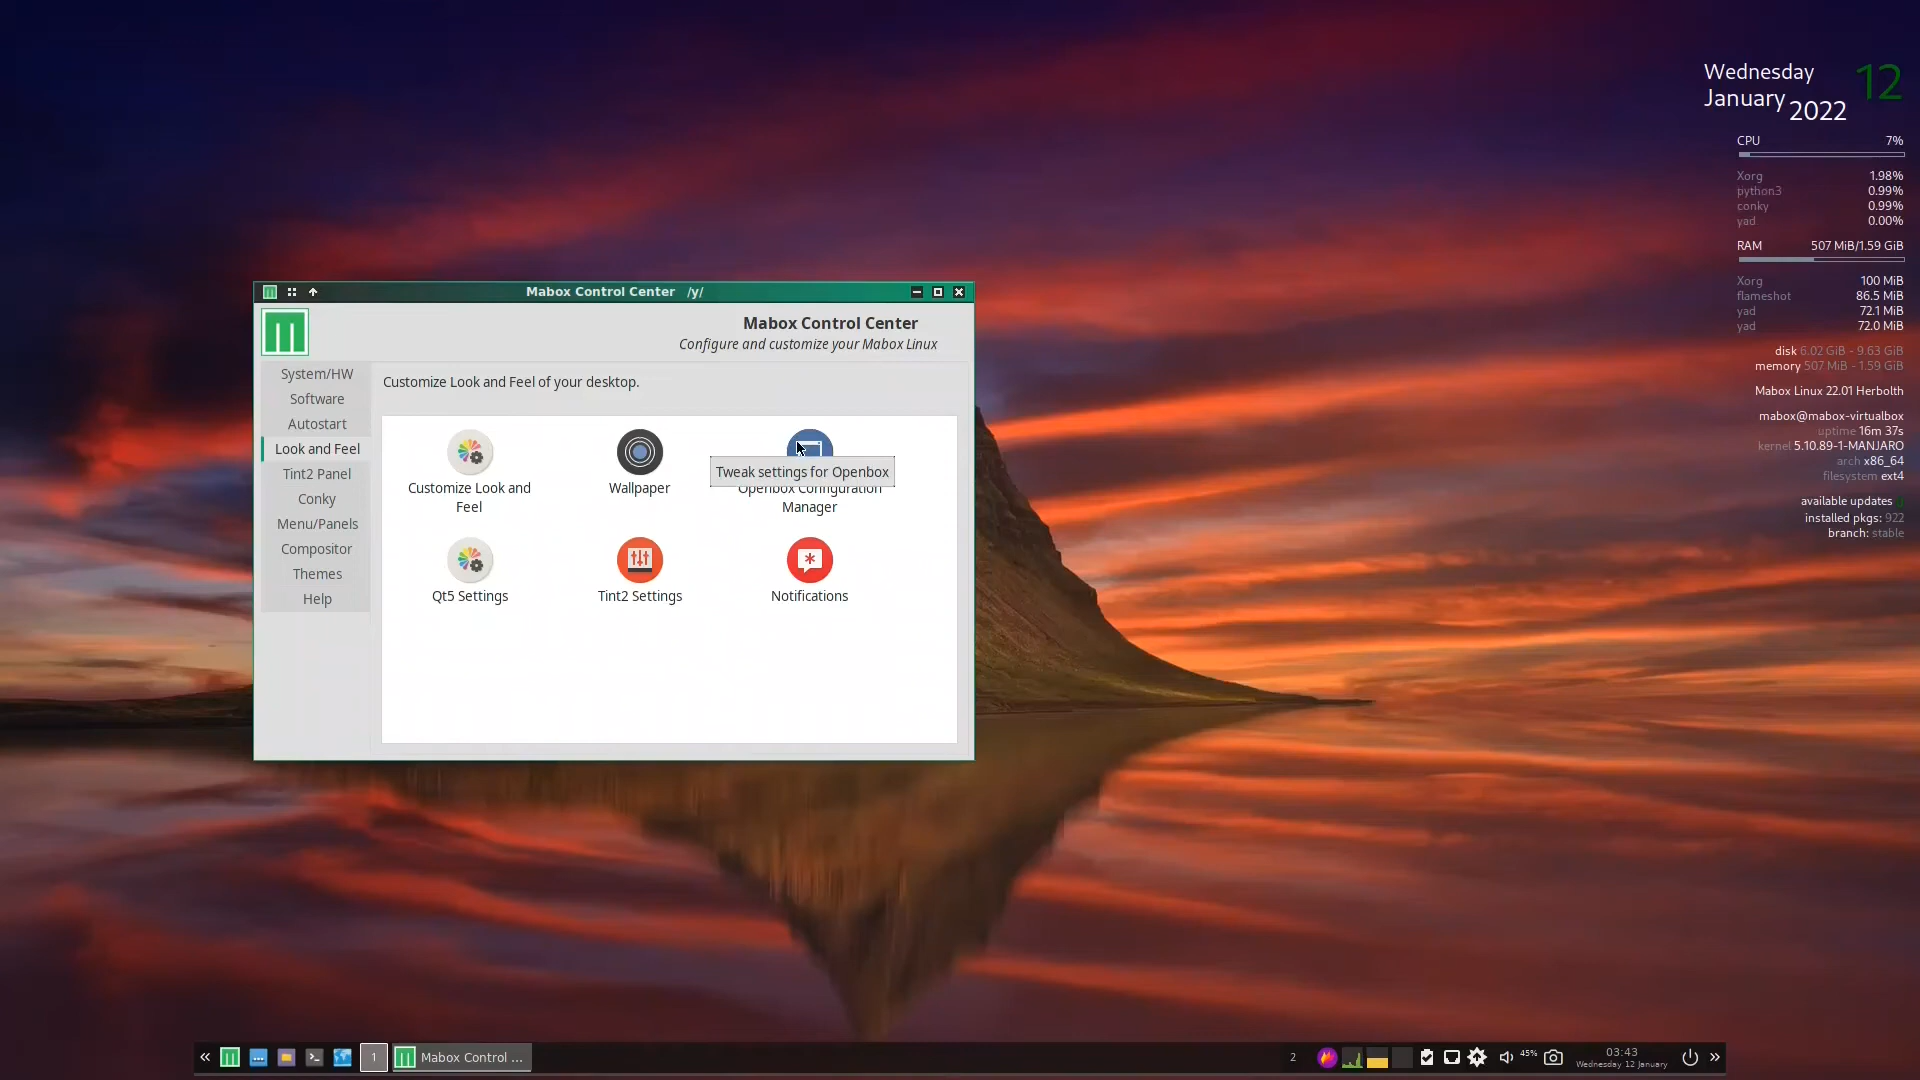 Wednesday 12
January 2022
CPU 7%
Xorg 1.98%
python3 0.99%
conky 0.99%
yad 0.00%
RAM 507 MiB/1.59 GiB
Xorg 100 MiB
flameshot 86.5 MiB
yad 72.1 MiB
yad 72.0 MiB
disk 6.02 GiB - 9.63 GiB
memory 507 MiB - 1.59 GiB
Mabox Linux 22.01 Herbolth
mabox@mabox-virtualbox
uptime 16m 37s
kernel 5.10.89-1-MANJARO
arch x86_64
filesystem ext4
available updates
installed pkgs: 922
branch: stable
Mabox Control Center /y/
Mabox Control Center
Configure and customize your Mabox Linux
System/HW
Software
Autostart
Look and Feel
Tint2 Panel
Conky
Menu/Panels
Compositor
Themes
Help
Customize Look and Feel of your desktop.
Customize Look and
Feel
Wallpaper
Tweak settings for Openbox
Openbox Configuration
Manager
Qt5 Settings
Tint2 Settings
Notifications
1
Mabox Control ...
2
45%
03:43
Wednesday 12 January